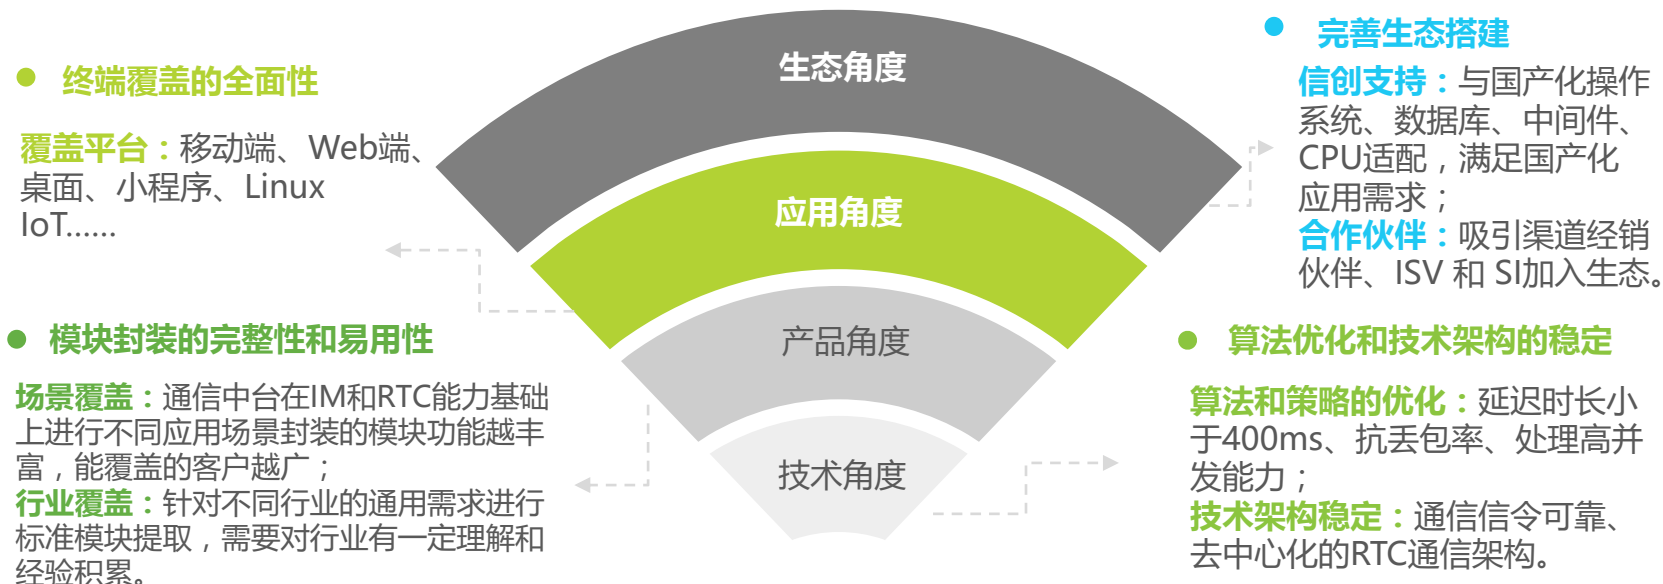 终端覆盖的全面性
覆盖平台：移动端、Web端、
桌面、小程序、Linux
IoT……
模块封装的完整性和易用性
场景覆盖：通信中台在IM和RTC能力基础
上进行不同应用场景封装的模块功能越丰
富，能覆盖的客户越广；
行业覆盖：针对不同行业的通用需求进行
标准模块提取，需要对行业有一定理解和
经验积累。
生态角度
应用角度
产品角度
技术角度
完善生态搭建
信创支持：与国产化操作
系统、数据库、中间件、
CPU适配，满足国产化
应用需求；
合作伙伴：吸引渠道经销
伙伴、ISV 和 SI加入生态。
算法优化和技术架构的稳定
算法和策略的优化：延迟时长小
于400ms、抗丢包率、处理高并
发能力；
技术架构稳定：通信信令可靠、
去中心化的RTC通信架构。